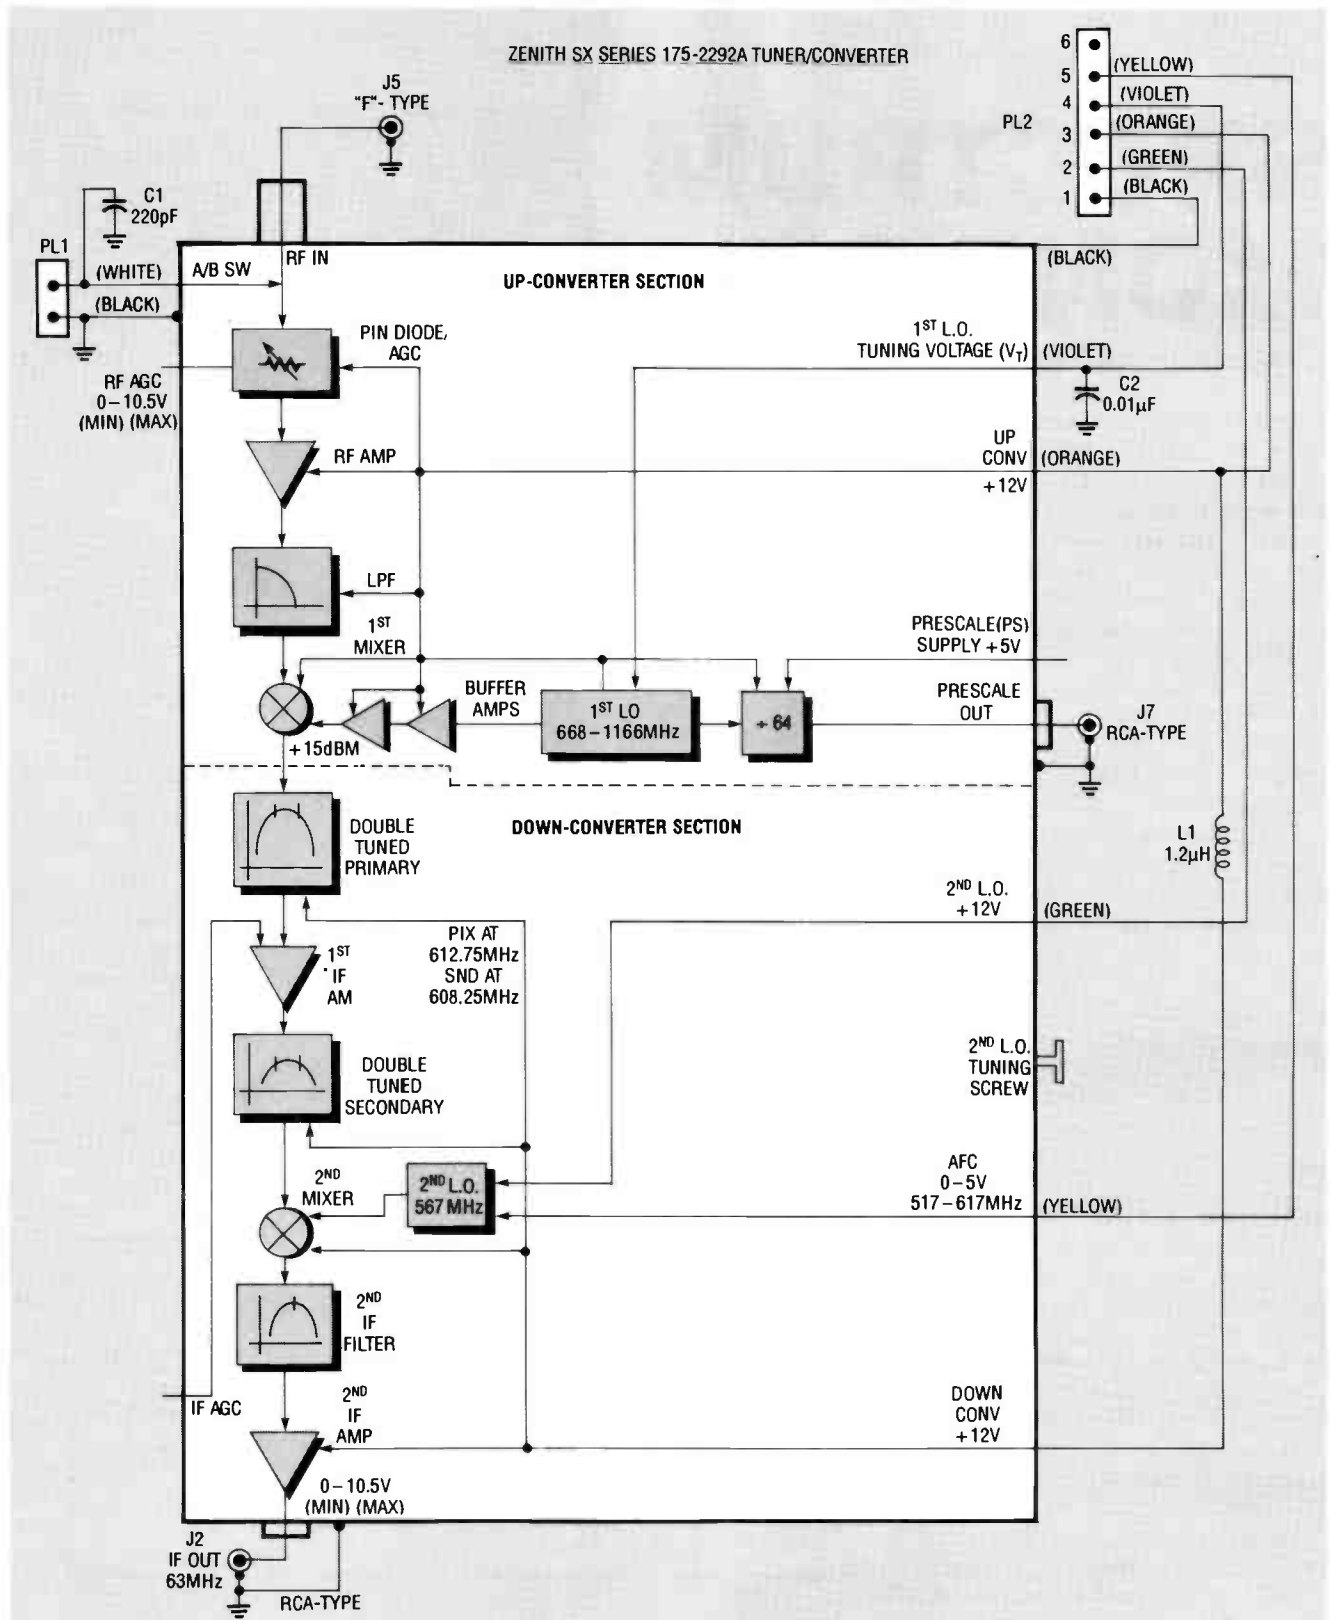 ZENITH SX SERIES 175-2292A TUNER/CONVERTER
J5
"F"- TYPE
6
5 (YELLOW)
4 (VIOLET)
PL2
3 (ORANGE)
2 (GREEN)
1 (BLACK)
C1
220pF
PL1
(WHITE)
A/B SW
RF IN
(BLACK)
(BLACK)
UP-CONVERTER SECTION
PIN DIODE,
AGC
1ST L.O.
TUNING VOLTAGE (VT)
(VIOLET)
C2
0.01µF
RF AGC
0–10.5V
(MIN) (MAX)
RF AMP
UP
CONV
+12V
(ORANGE)
LPF
1ST
MIXER
PRESCALE(PS)
SUPPLY +5V
BUFFER
AMPS
1ST LO
668–1166MHz
÷ 64
PRESCALE
OUT
J7
RCA-TYPE
+15dBM
DOUBLE
TUNED
PRIMARY
DOWN-CONVERTER SECTION
L1
1.2µH
2ND L.O.
+12V
(GREEN)
PIX AT
612.75MHz
SND AT
608.25MHz
1ST
IF
AM
DOUBLE
TUNED
SECONDARY
2ND L.O.
TUNING
SCREW
2ND
MIXER
2ND L.O.
567 MHz
AFC
0–5V
517–617MHz
(YELLOW)
2ND
IF
FILTER
IF AGC
2ND
IF
AMP
DOWN
CONV
+12V
0–10.5V
(MIN) (MAX)
J2
IF OUT
63MHz
RCA-TYPE